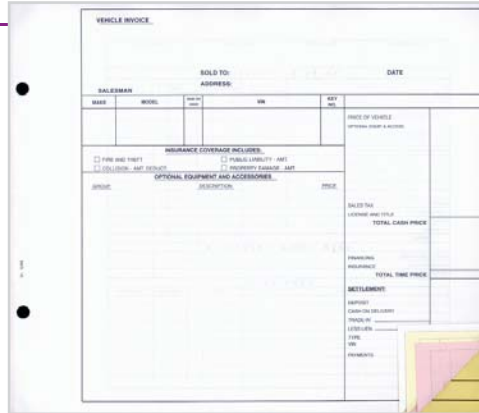 VEHICLE INVOICE
SOLD TO: DATE
ADDRESS:
SALESMAN
MAKE MODEL NEW OR USED VIN KEY NO.
PRICE OF VEHICLE
OPTIONAL EQUIP. & ACCESS.
INSURANCE COVERAGE INCLUDES:
FIRE AND THEFT PUBLIC LIABILITY - AMT.
COLLISION - AMT. DEDUCT. PROPERTY DAMAGE - AMT.
OPTIONAL EQUIPMENT AND ACCESSORIES
GROUP DESCRIPTION PRICE
SALES TAX
LICENSE AND TITLE
TOTAL CASH PRICE
FINANCING
INSURANCE
TOTAL TIME PRICE
SETTLEMENT:
DEPOSIT
CASH ON DELIVERY
TRADE-IN
LESS LIEN
TYPE
VIN
PAYMENTS